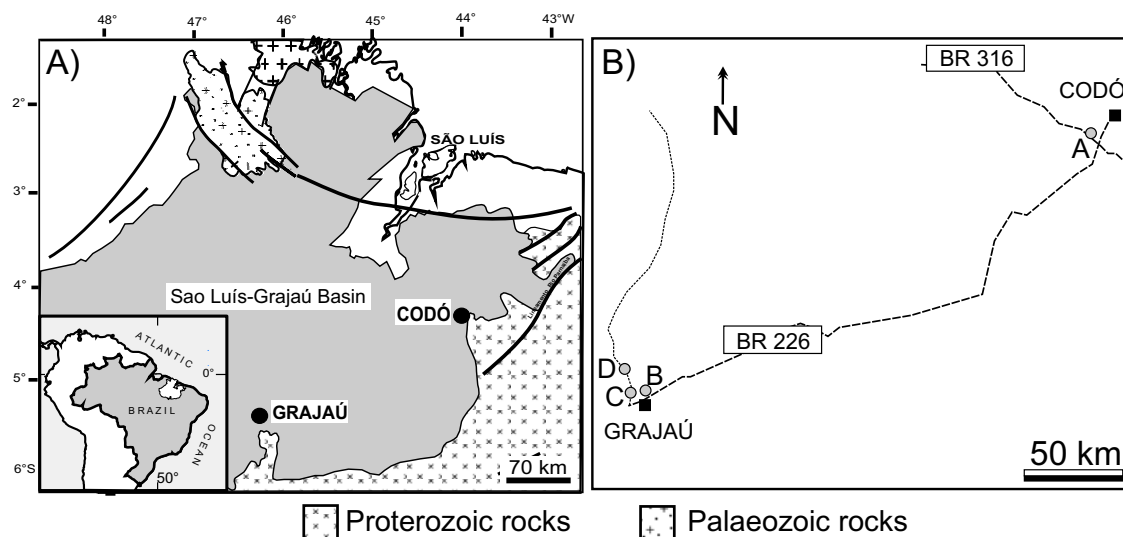 48° 47° 46° 45° 44° 43°W
A)
2°
3°
4°
5°
6°S
SÃO LUÍS
Sao Luís-Grajaú Basin
CODÓ
GRAJAÚ
70 km
ATLANTIC
OCEAN
BRAZIL
0°
50°
B)
BR 316
CODÓ
A
N
BR 226
D
B
C
GRAJAÚ
50 km
Proterozoic rocks
Palaeozoic rocks